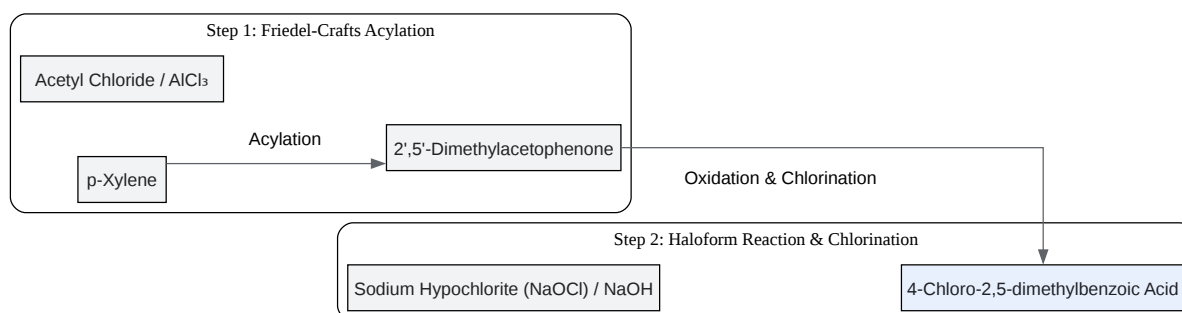 Step 1: Friedel-Crafts Acylation
Acetyl Chloride / AlCl₃
Acylation
2',5'-Dimethylacetophenone
p-Xylene
Oxidation & Chlorination
Step 2: Haloform Reaction & Chlorination
Sodium Hypochlorite (NaOCl) / NaOH
4-Chloro-2,5-dimethylbenzoic Acid